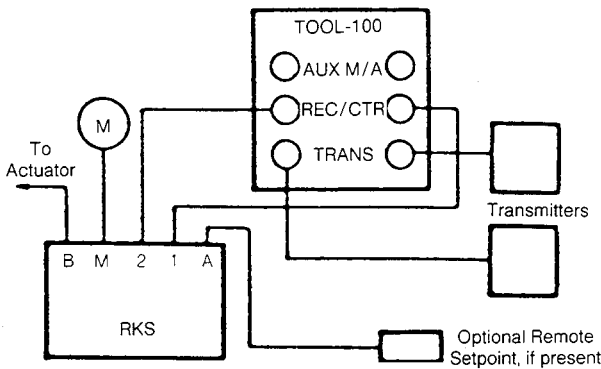 TOOL-100
AUX M/A
REC/CTR
TRANS
M
To
Actuator
Transmitters
B M 2 1 A
RKS
Optional Remote
Setpoint, if present